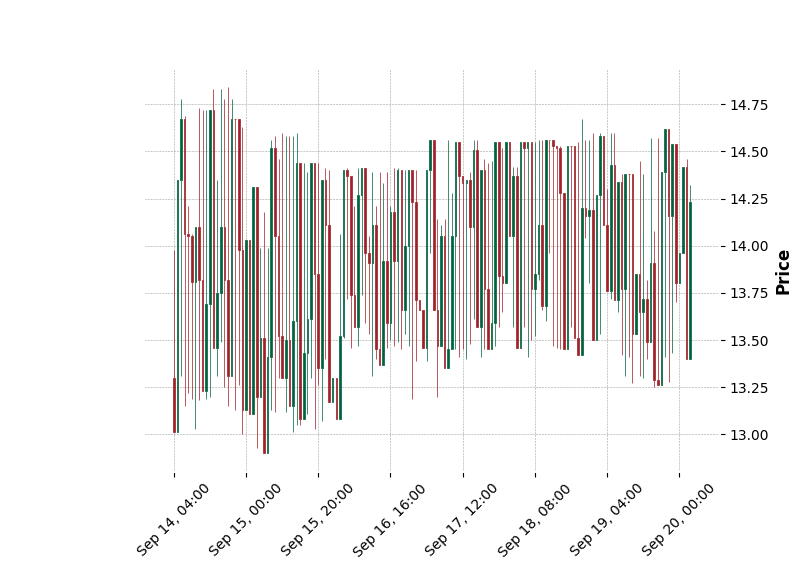 14.75
14.50
14.25
14.00
13.75
13.50
13.25
13.00
Price
Sep 14, 04:00
Sep 15, 00:00
Sep 15, 20:00
Sep 16, 16:00
Sep 17, 12:00
Sep 18, 08:00
Sep 19, 04:00
Sep 20, 00:00